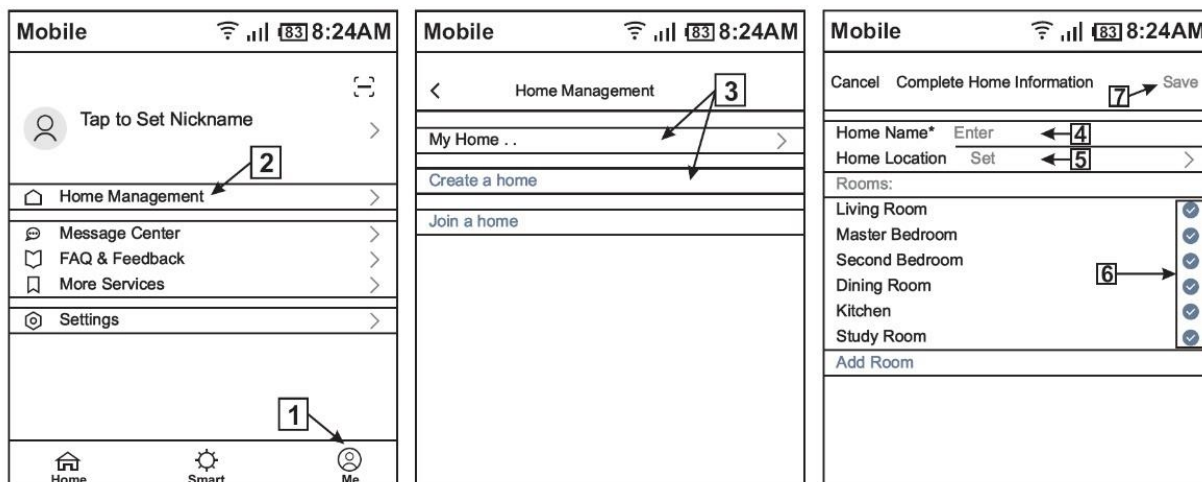 Mobile 83 8:24AM
Tap to Set Nickname
2
Home Management
Message Center
FAQ & Feedback
More Services
Settings
1
Home Smart Me
Mobile 83 8:24AM
Home Management
3
My Home . .
Create a home
Join a home
Mobile 83 8:24AM
Cancel Complete Home Information 7 Save
Home Name* Enter 4
Home Location Set 5
Rooms:
Living Room
Master Bedroom
Second Bedroom
6
Dining Room
Kitchen
Study Room
Add Room